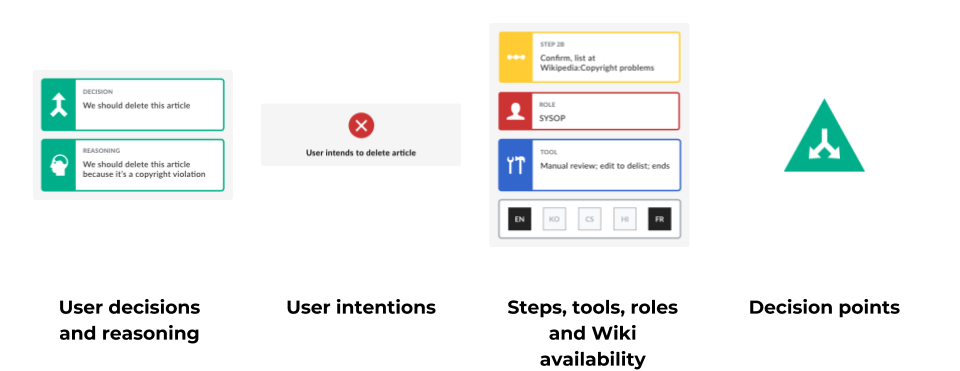 DECISION
We should delete this article
REASONING
We should delete this article
because it's a copyright violation
User intends to delete article
STEP 2B
Confirm, list at
Wikipedia:Copyright problems
ROLE
SYSOP
TOOL
Manual review; edit to delist; ends
EN KO CS HI FR
User decisions
and reasoning
User intentions
Steps, tools, roles
and Wiki
availability
Decision points